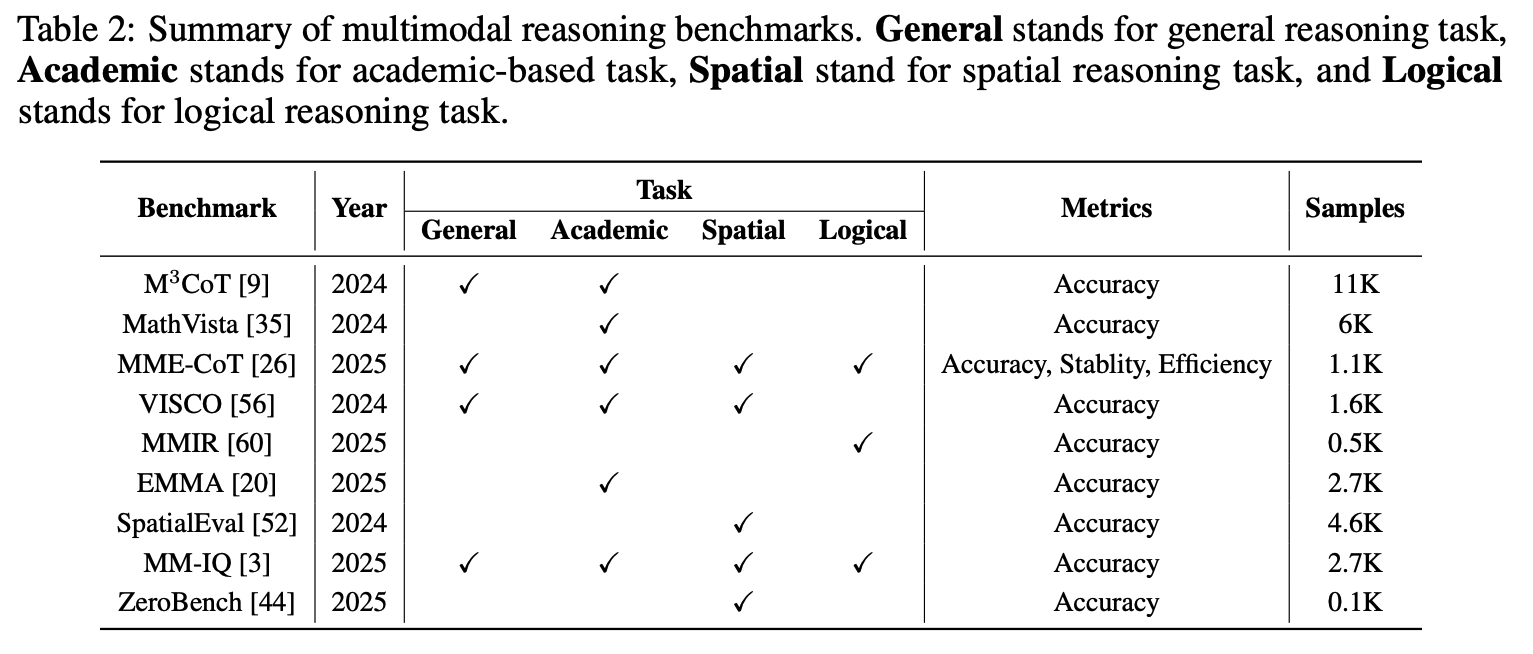 Table 2: Summary of multimodal reasoning benchmarks. General stands for general reasoning task,
Academic stands for academic-based task, Spatial stand for spatial reasoning task, and Logical
stands for logical reasoning task.
Benchmark Year Task Metrics Samples
General Academic Spatial Logical
M³CoT [9] 2024 ✓ ✓ Accuracy 11K
MathVista [35] 2024 ✓ Accuracy 6K
MME-CoT [26] 2025 ✓ ✓ ✓ ✓ Accuracy, Stablity, Efficiency 1.1K
VISCO [56] 2024 ✓ ✓ ✓ Accuracy 1.6K
MMIR [60] 2025 ✓ Accuracy 0.5K
EMMA [20] 2025 ✓ Accuracy 2.7K
SpatialEval [52] 2024 ✓ Accuracy 4.6K
MM-IQ [3] 2025 ✓ ✓ ✓ ✓ Accuracy 2.7K
ZeroBench [44] 2025 ✓ Accuracy 0.1K